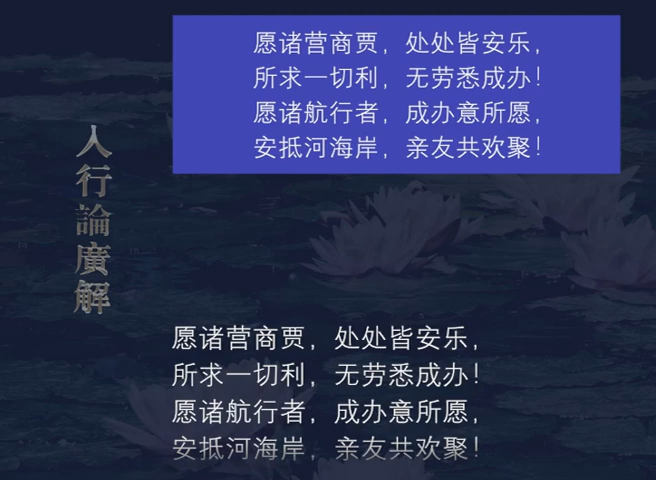 愿诸营商贾，处处皆安乐，
所求一切利，无劳悉成办！
愿诸航行者，成办意所愿，
安抵河海岸，亲友共欢聚！
入行論廣解
愿诸营商贾，处处皆安乐，
所求一切利，无劳悉成办！
愿诸航行者，成办意所愿，
安抵河海岸，亲友共欢聚！